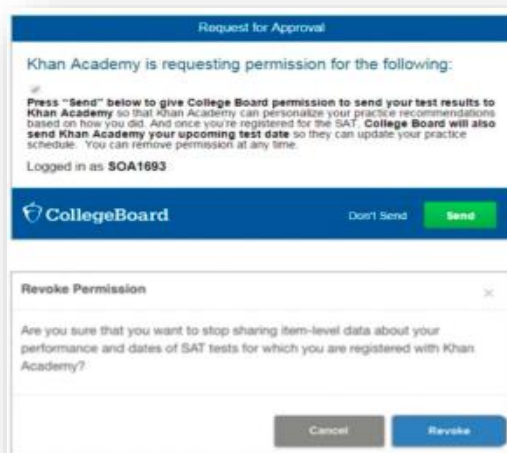 Request for Approval
Khan Academy is requesting permission for the following:
Press “Send” below to give College Board permission to send your test results to
Khan Academy so that Khan Academy can personalize your practice recommendations
based on how you did. And once you're registered for the SAT. College Board will also
send Khan Academy your upcoming test date so they can update your practice
schedule. You can remove permission at any time.
Logged in as SOA1693
CollegeBoard
Don't Send
Send
Revoke Permission
Are you sure that you want to stop sharing item-level data about your
performance and dates of SAT tests for which you are registered with Khan
Academy?
Cancel
Revoke